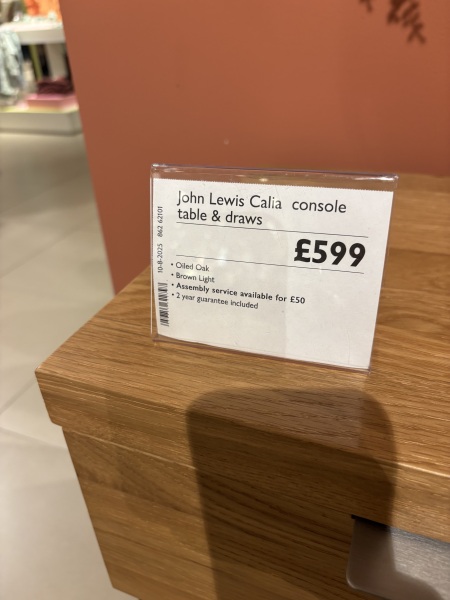 John Lewis Calia console
table & draws
£599
• Oiled Oak
• Brown Light
• Assembly service available for £50
• 2 year guarantee included
10-8-2025 862 62101